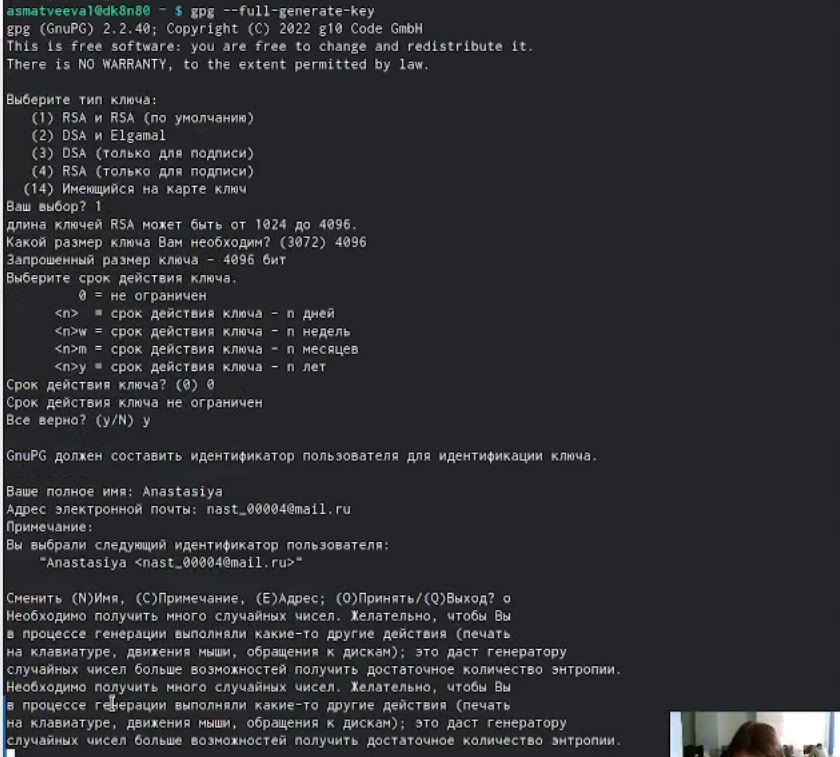 asmatveeva1@dk8n80 ~ $ gpg --full-generate-key
gpg (GnuPG) 2.2.40; Copyright (C) 2022 g10 Code GmbH
This is free software: you are free to change and redistribute it.
There is NO WARRANTY, to the extent permitted by law.
Выберите тип ключа:
(1) RSA и RSA (по умолчанию)
(2) DSA и Elgamal
(3) DSA (только для подписи)
(4) RSA (только для подписи)
(14) Имеющийся на карте ключ
Ваш выбор? 1
длина ключей RSA может быть от 1024 до 4096.
Какой размер ключа Вам необходим? (3072) 4096
Запрошенный размер ключа - 4096 бит
Выберите срок действия ключа.
0 = не ограничен
<n> = срок действия ключа - n дней
<n>w = срок действия ключа - n недель
<n>m = срок действия ключа - n месяцев
<n>y = срок действия ключа - n лет
Срок действия ключа? (0) 0
Срок действия ключа не ограничен
Все верно? (y/N) y
GnuPG должен составить идентификатор пользователя для идентификации ключа.
Ваше полное имя: Anastasiya
Адрес электронной почты: nast_00004@mail.ru
Примечание:
Вы выбрали следующий идентификатор пользователя:
"Anastasiya <nast_00004@mail.ru>"
Сменить (N)Имя, (C)Примечание, (E)Адрес; (O)Принять/(Q)Выход? o
Необходимо получить много случайных чисел. Желательно, чтобы Вы
в процессе генерации выполняли какие-то другие действия (печать
на клавиатуре, движения мыши, обращения к дискам); это даст генератору
случайных чисел больше возможностей получить достаточное количество энтропии.
Необходимо получить много случайных чисел. Желательно, чтобы Вы
в процессе генерации выполняли какие-то другие действия (печать
на клавиатуре, движения мыши, обращения к дискам); это даст генератору
случайных чисел больше возможностей получить достаточное количество энтропии.